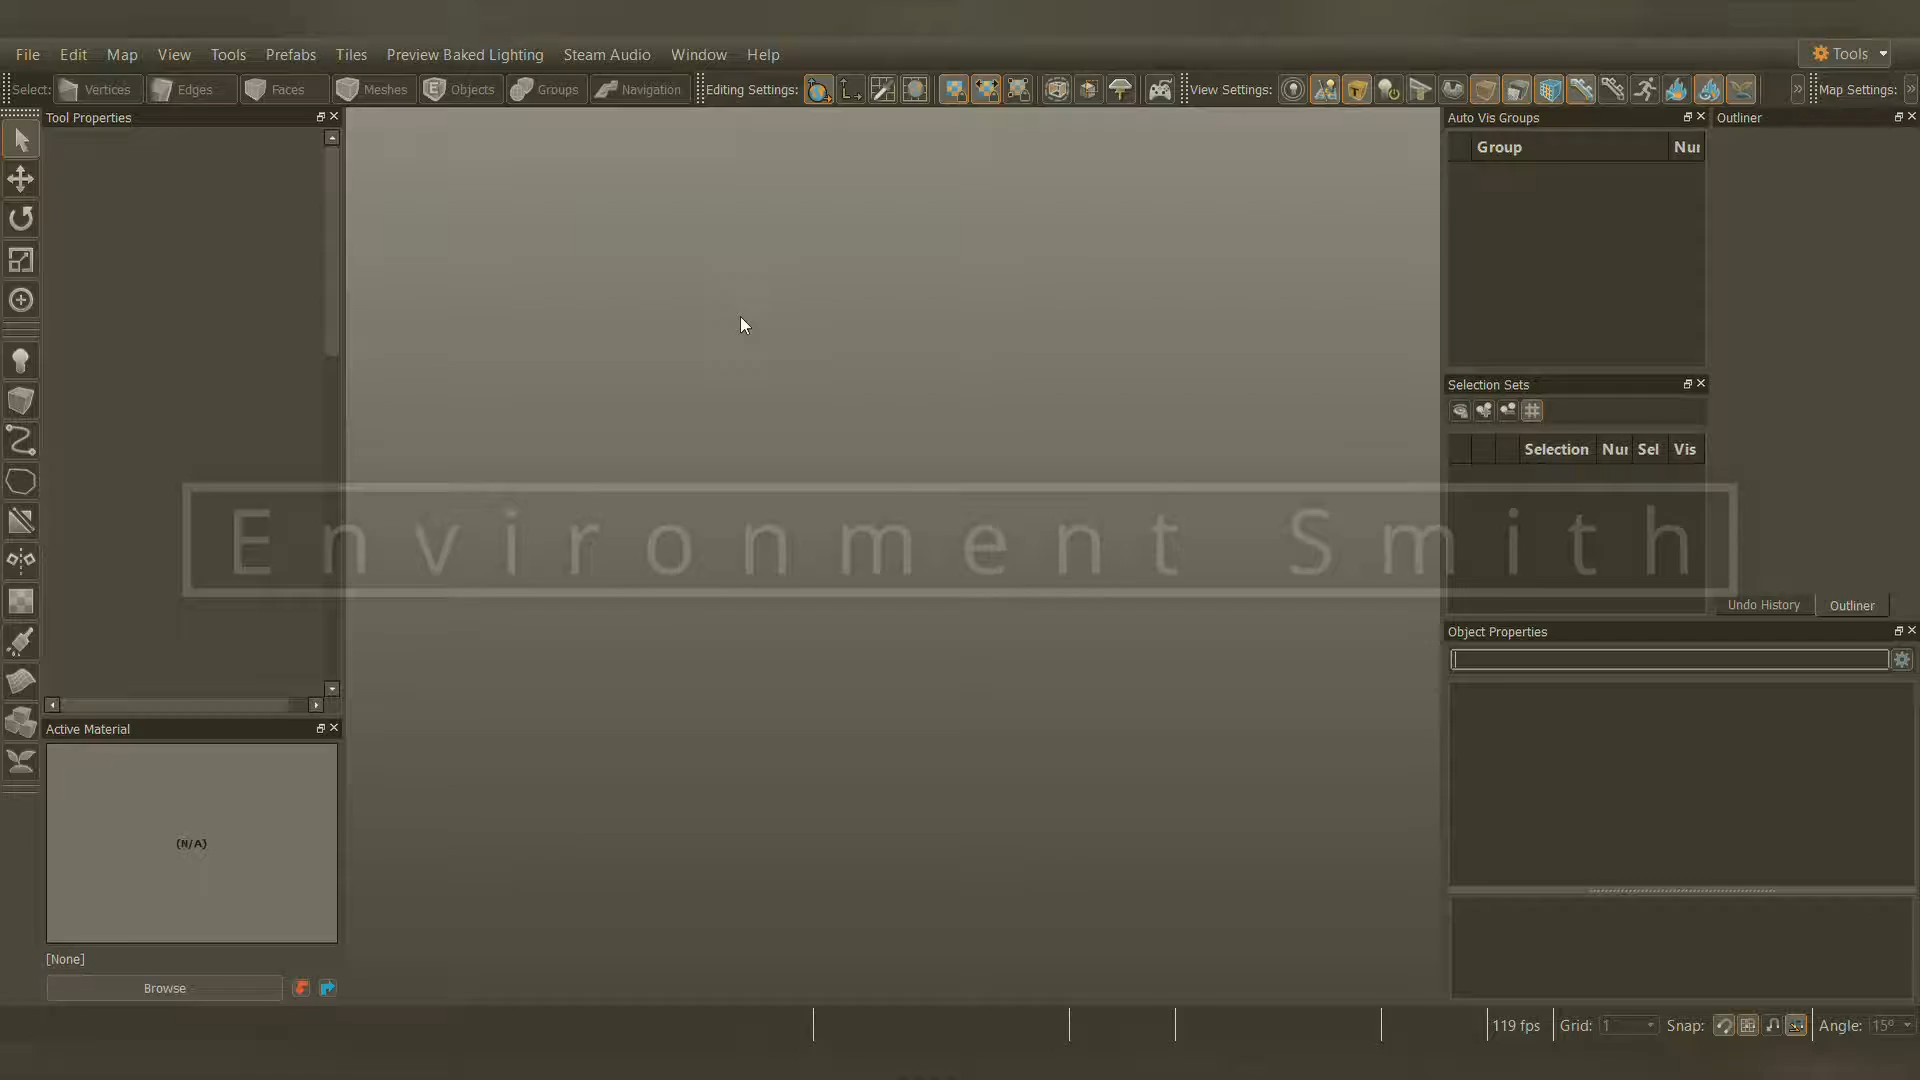 File Edit Map View Tools Prefabs Tiles Preview Baked Lighting Steam Audio Window Help Tools
Select: Vertices Edges Faces Meshes Objects Groups Navigation Editing Settings: View Settings: Map Settings:
Tool Properties
Auto Vis Groups
Outliner
Group Nur
Selection Sets
Selection Nur Sel Vis
Environment Smith
Undo History Outliner
Object Properties
Active Material
(N/A)
[None]
Browse
119 fps Grid: 1 Snap: Angle: 15°